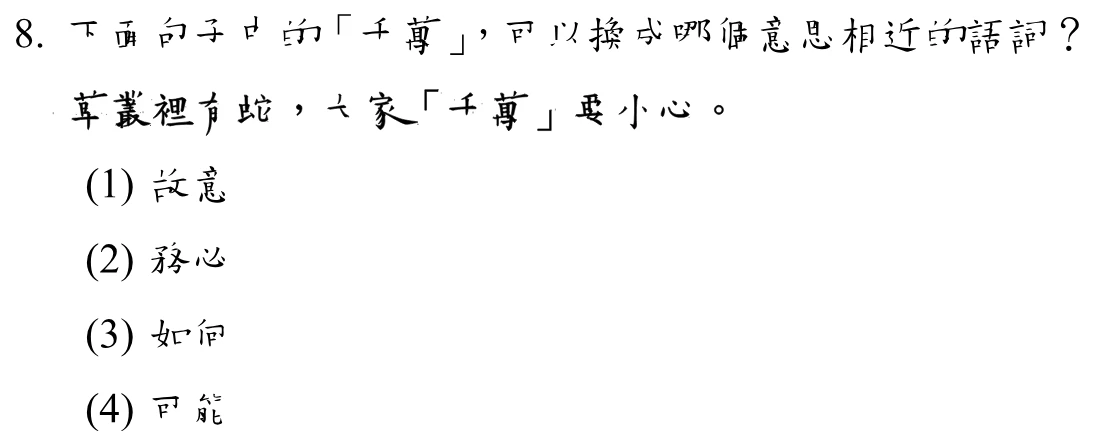 8. 下面句子中的「千萬」，可以換成哪個意思相近的語詞？
草叢裡有蛇，大家「千萬」要小心。
(1) 故意
(2) 務必
(3) 如何
(4) 可能